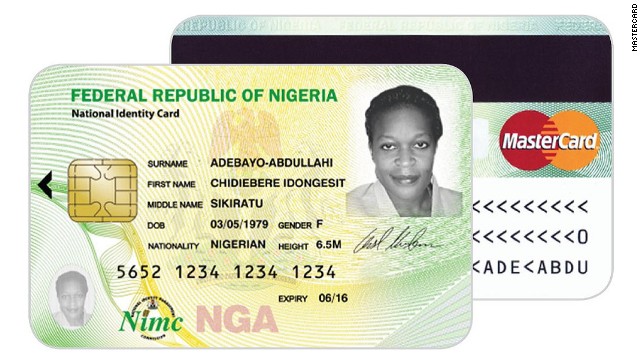 FEDERAL REPUBLIC OF NIGERIA
National Identity Card
SURNAME ADEBAYO-ABDULLAHI
FIRST NAME CHIDIEBERE IDONGESIT
MIDDLE NAME SIKIRATU
DOB 03/05/1979 GENDER F
NATIONALITY NIGERIAN HEIGHT 6.5M
5652 1234 1234 1234
EXPIRY 06/16
Nimc NGA
REPUBLIC OF NIGERIA
MasterCard
<<<<<<<<<
<<<<<<<<O
<ADE<ABDU
MASTERCARD